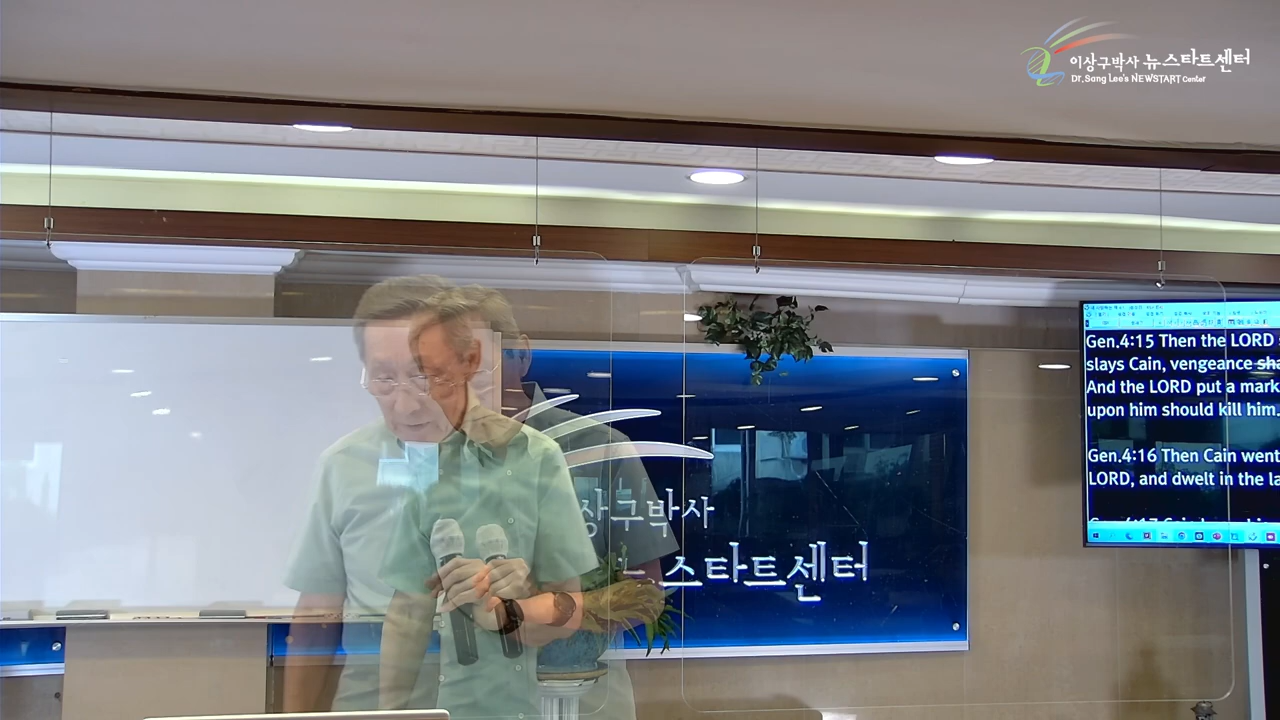 이상구박사 뉴스타트센터
Dr. Sang Lee's NEWSTART Center
Gen.4:15 Then the LORD
slays Cain, vengeance sha
And the LORD put a mark
upon him should kill him.
Gen.4:16 Then Cain went
LORD, and dwelt in the la
상구박사
스타트센터